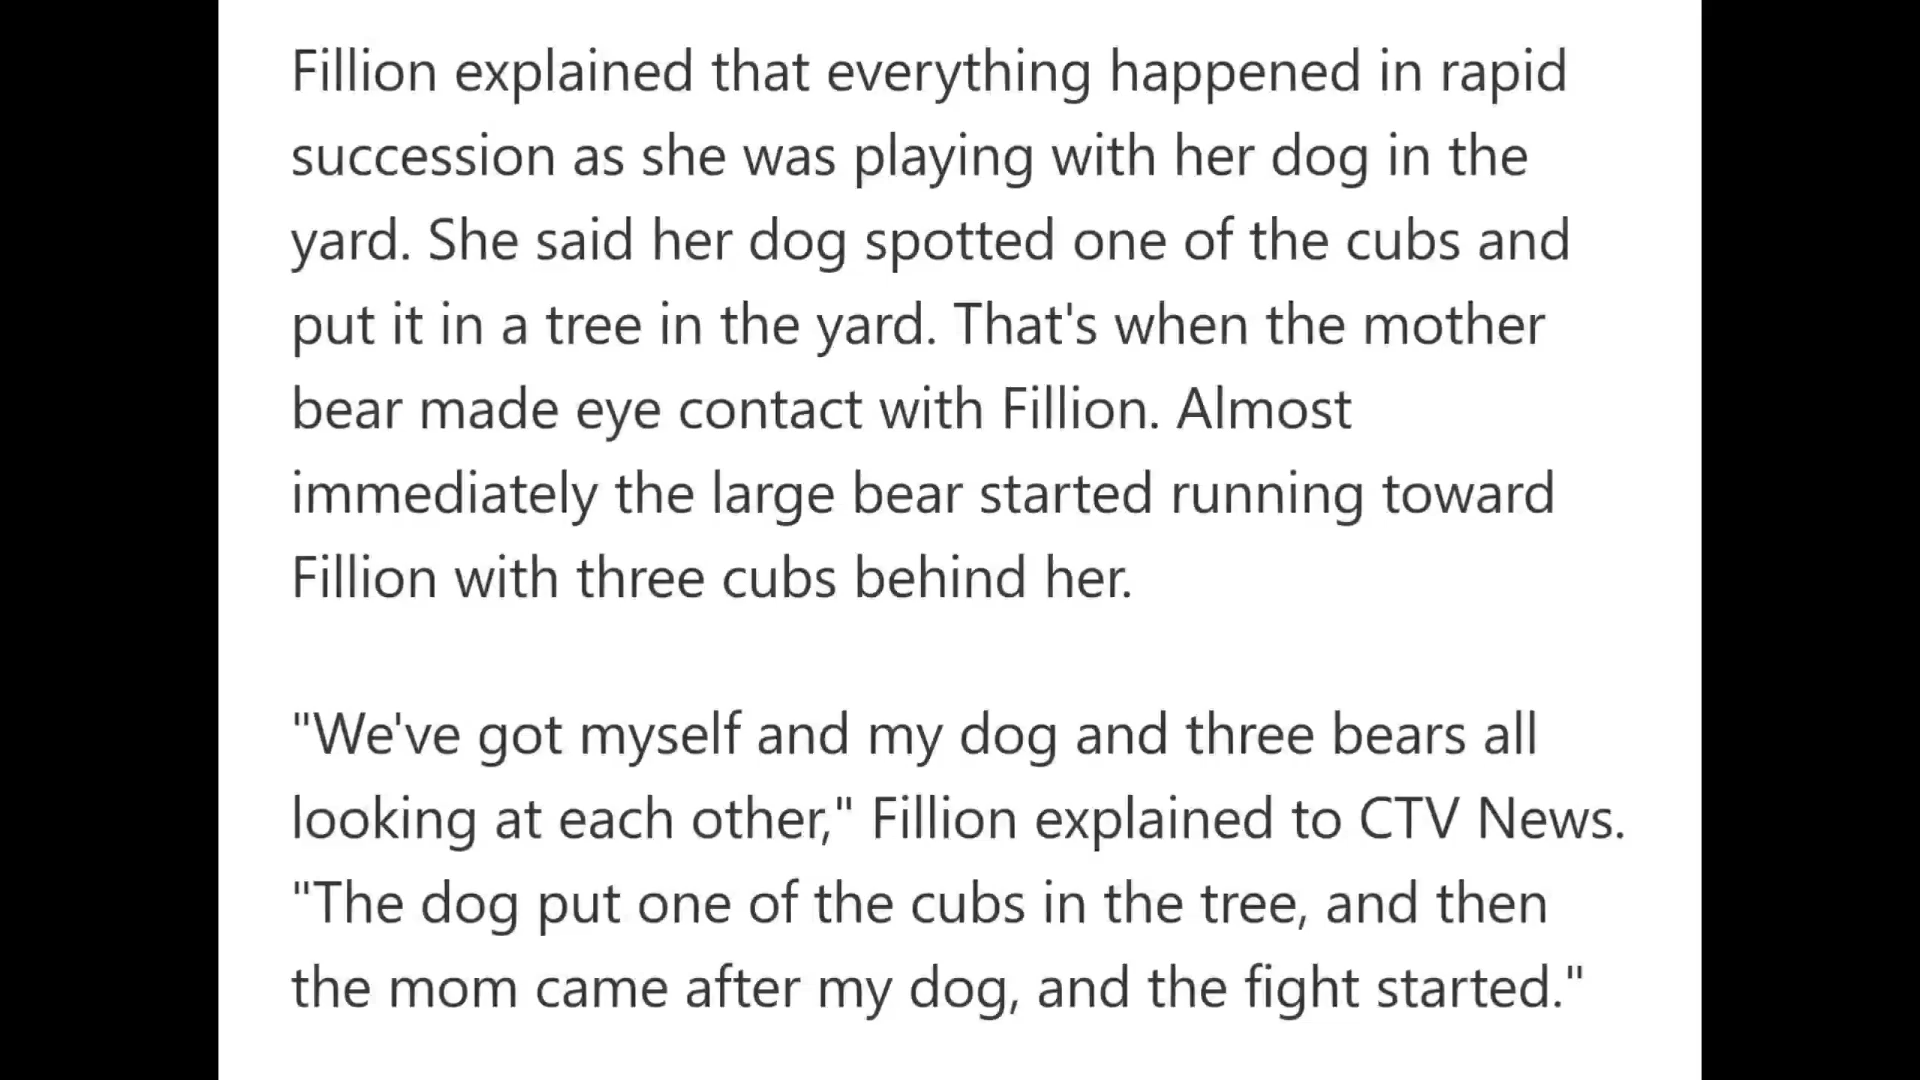 Fillion explained that everything happened in rapid
succession as she was playing with her dog in the
yard. She said her dog spotted one of the cubs and
put it in a tree in the yard. That's when the mother
bear made eye contact with Fillion. Almost
immediately the large bear started running toward
Fillion with three cubs behind her.
"We've got myself and my dog and three bears all
looking at each other," Fillion explained to CTV News.
"The dog put one of the cubs in the tree, and then
the mom came after my dog, and the fight started."